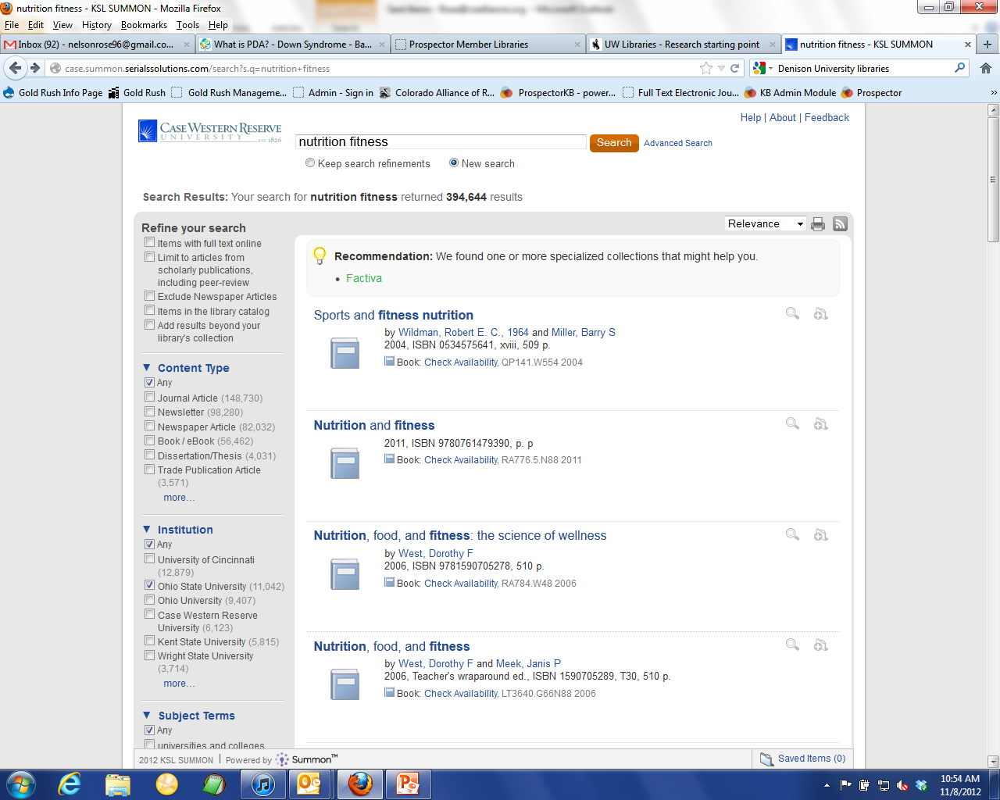 nutrition fitness - KSL SUMMON - Mozilla Firefox
File Edit View History Bookmarks Tools Help
Inbox (92) - nelsonrose96@gmail.co...
What is PDA? - Down Syndrome - Ba...
Prospector Member Libraries
UW Libraries - Research starting point
nutrition fitness - KSL SUMMON
case.summon.serialssolutions.com/search?s.q=nutrition+fitness
Denison University libraries
Gold Rush Info Page
Gold Rush
Gold Rush Manageme...
Admin - Sign in
Colorado Alliance of R...
ProspectorKB - power...
Full Text Electronic Jou...
KB Admin Module
Prospector
»
Help | About | Feedback
CASE WESTERN RESERVE
UNIVERSITY EST 1826
nutrition fitness
Search
Advanced Search
Keep search refinements
New search
Search Results: Your search for nutrition fitness returned 394,644 results
Relevance
Refine your search
Items with full text online
Limit to articles from
scholarly publications,
including peer-review
Exclude Newspaper Articles
Items in the library catalog
Add results beyond your
library's collection
Content Type
Any
Journal Article (148,730)
Newsletter (98,280)
Newspaper Article (82,032)
Book / eBook (56,462)
Dissertation/Thesis (4,031)
Trade Publication Article
(3,571)
more...
Institution
Any
University of Cincinnati
(12,879)
Ohio State University (11,042)
Ohio University (9,407)
Case Western Reserve
University (6,123)
Kent State University (5,815)
Wright State University
(3,714)
more...
Subject Terms
Any
universities and colleges
Recommendation: We found one or more specialized collections that might help you.
• Factiva
Sports and fitness nutrition
by Wildman, Robert E. C., 1964 and Miller, Barry S
2004, ISBN 0534575641, xviii, 509 p.
Book: Check Availability, QP141.W554 2004
Nutrition and fitness
2011, ISBN 9780761479390, p. p
Book: Check Availability, RA776.5.N88 2011
Nutrition, food, and fitness: the science of wellness
by West, Dorothy F
2006, ISBN 9781590705278, 510 p.
Book: Check Availability, RA784.W48 2006
Nutrition, food, and fitness
by West, Dorothy F and Meek, Janis P
2006, Teacher's wraparound ed., ISBN 1590705289, T30, 510 p.
Book: Check Availability, LT3640.G66N88 2006
2012 KSL SUMMON | Powered by Summon™
Saved Items (0)
10:54 AM
11/8/2012